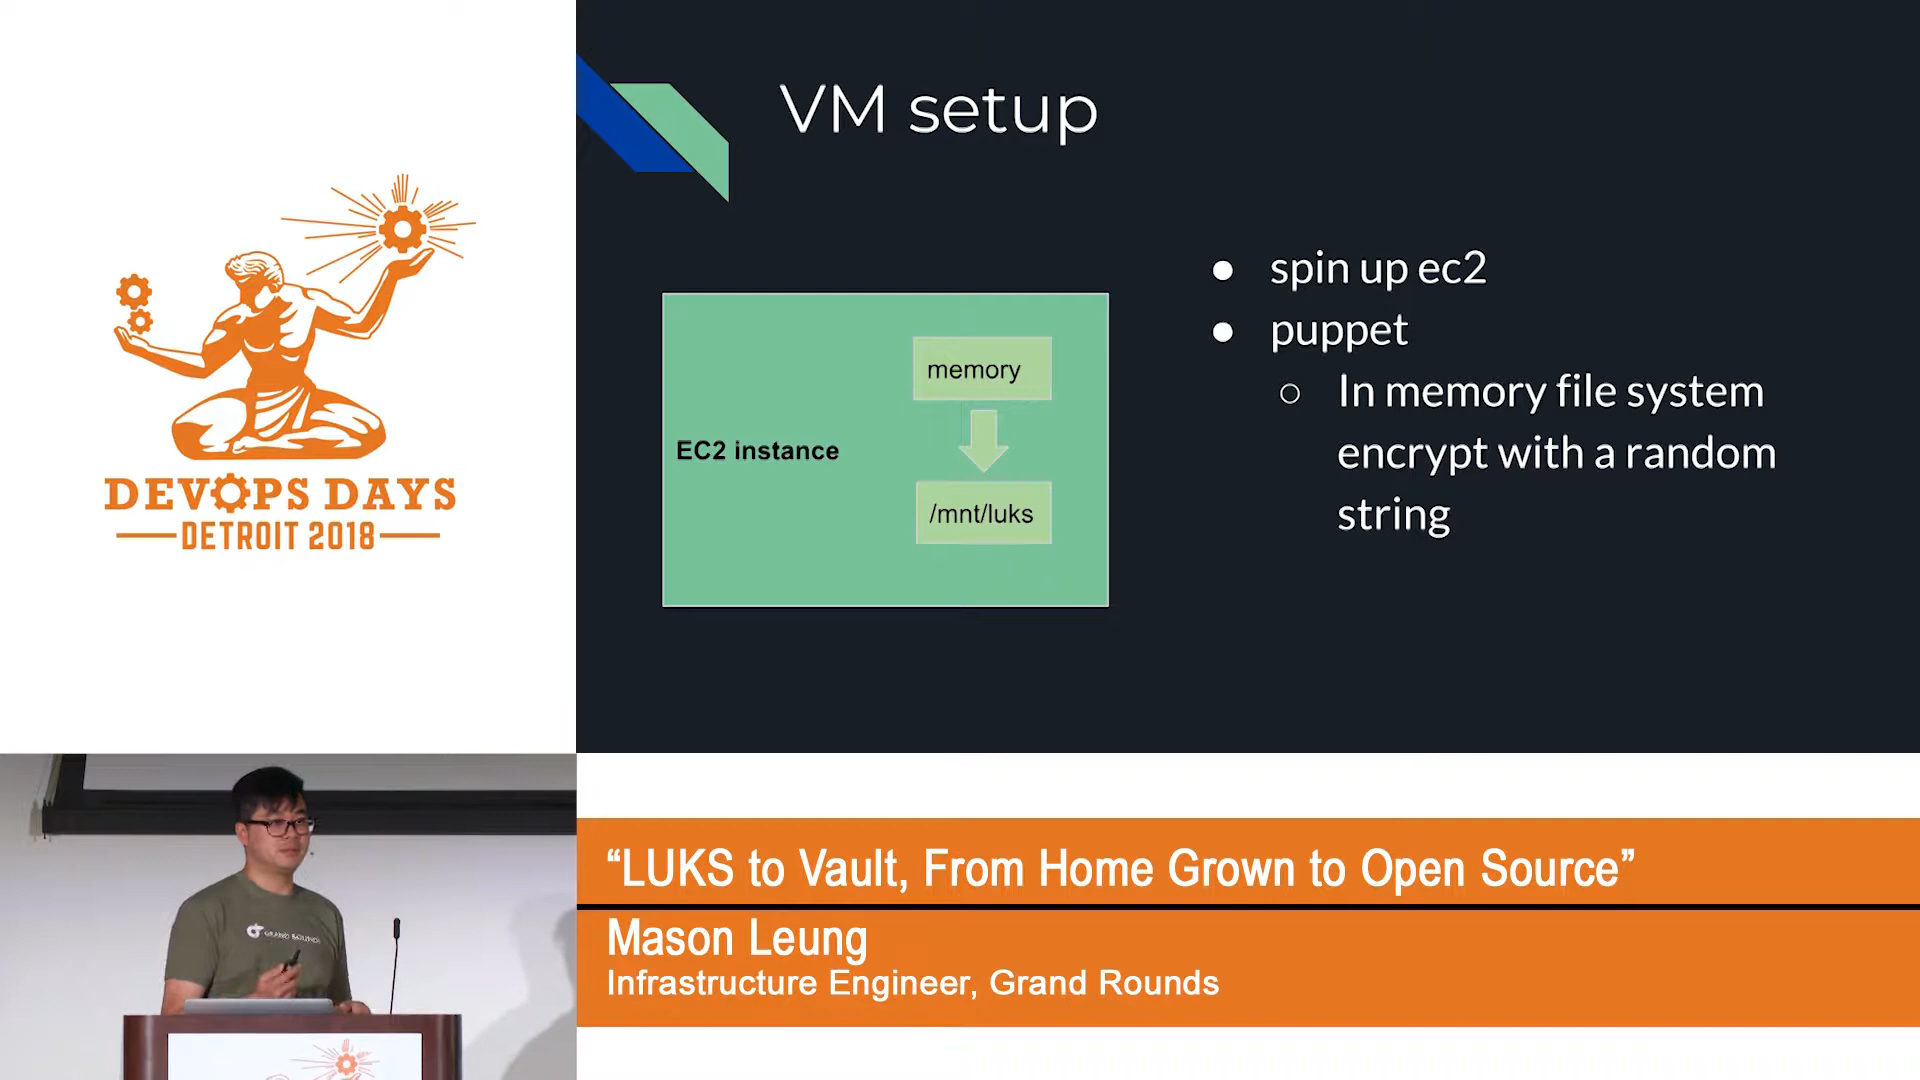 VM setup
EC2 instance
memory
/mnt/luks
● spin up ec2
● puppet
○ In memory file system
encrypt with a random
string
DEVOPS DAYS
DETROIT 2018
GRAND ROUNDS
“LUKS to Vault, From Home Grown to Open Source”
Mason Leung
Infrastructure Engineer, Grand Rounds